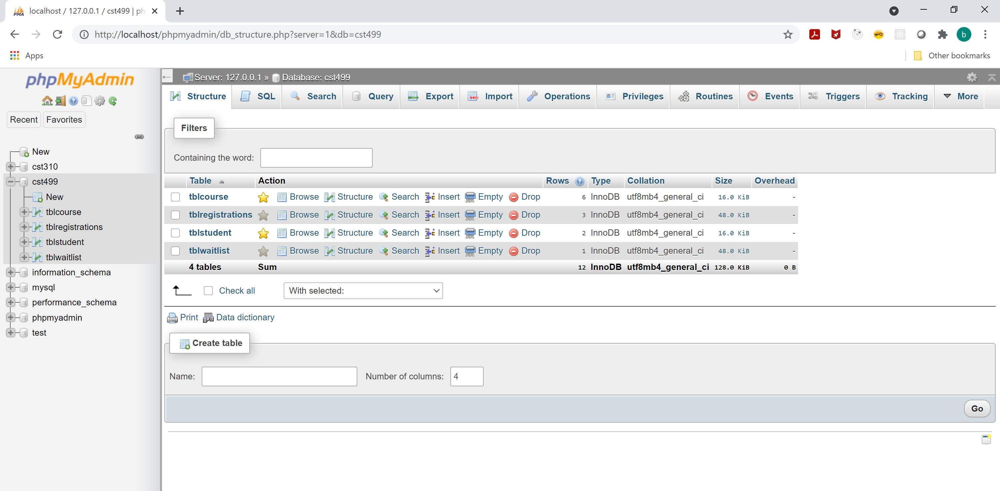 localhost / 127.0.0.1 / cst499 | ph
http://localhost/phpmyadmin/db_structure.php?server=1&db=cst499
b
Apps
Other bookmarks
phpMyAdmin
Recent Favorites
New
cst310
cst499
New
tblcourse
tblregistrations
tblstudent
tblwaitlist
information_schema
mysql
performance_schema
phpmyadmin
test
Server: 127.0.0.1 » Database: cst499
Structure SQL Search Query Export Import Operations Privileges Routines Events Triggers Tracking More
Filters
Containing the word:
Table Action Rows Type Collation Size Overhead
tblcourse Browse Structure Search Insert Empty Drop 6 InnoDB utf8mb4_general_ci 16.0 KiB -
tblregistrations Browse Structure Search Insert Empty Drop 3 InnoDB utf8mb4_general_ci 48.0 KiB -
tblstudent Browse Structure Search Insert Empty Drop 2 InnoDB utf8mb4_general_ci 16.0 KiB -
tblwaitlist Browse Structure Search Insert Empty Drop 1 InnoDB utf8mb4_general_ci 48.0 KiB -
4 tables Sum 12 InnoDB utf8mb4_general_ci 128.0 KiB 0 B
Check all With selected:
Print Data dictionary
Create table
Name: Number of columns: 4
Go